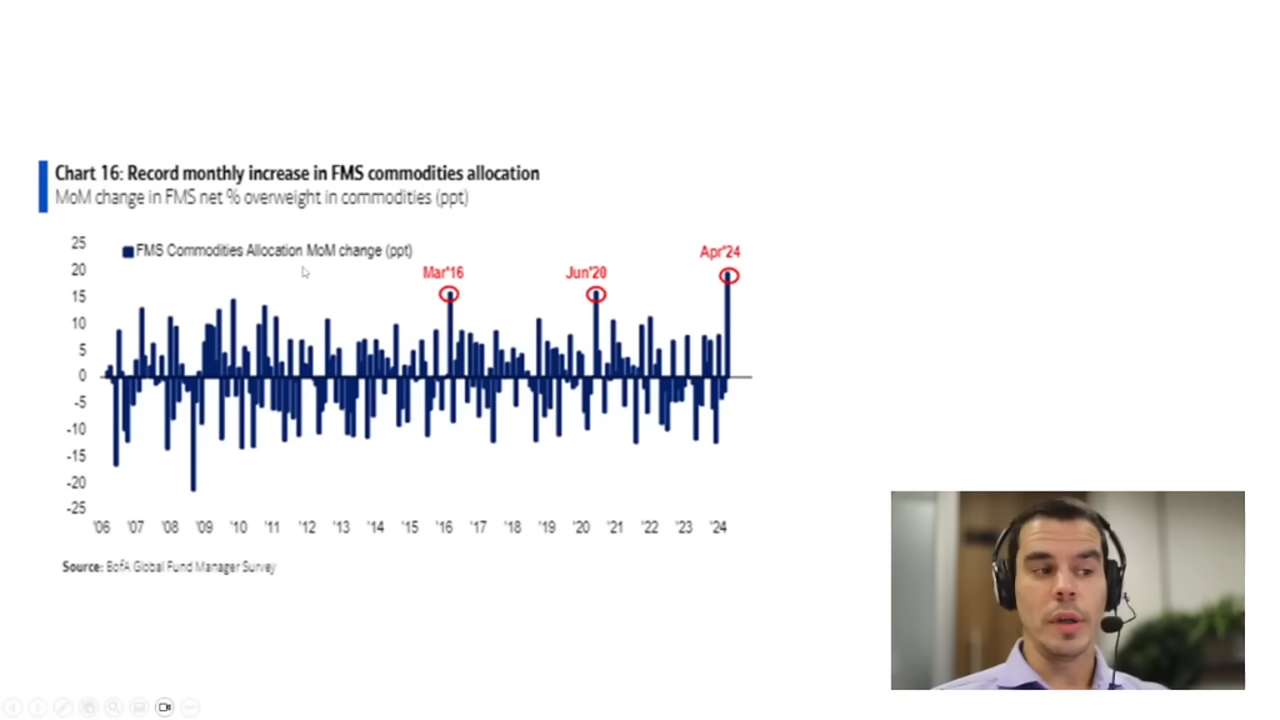 Chart 16: Record monthly increase in FMS commodities allocation
MoM change in FMS net % overweight in commodities (ppt)
25
FMS Commodities Allocation MoM change (ppt)
Apr'24
20
Mar'16
Jun'20
15
10
5
0
-5
-10
-15
-20
-25
'06 '07 '08 '09 '10 '11 '12 '13 '14 '15 '16 '17 '18 '19 '20 '21 '22 '23 '24
Source: BofA Global Fund Manager Survey